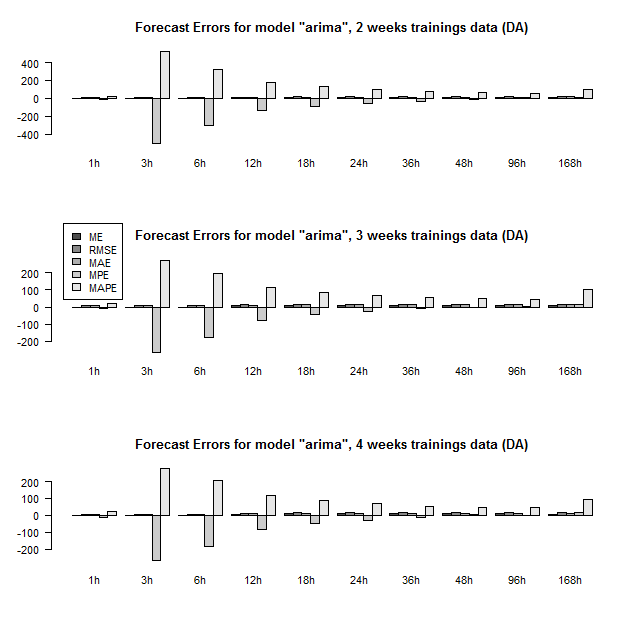 Forecast Errors for model "arima", 2 weeks trainings data (DA)
400
200
0
-200
-400
1h 3h 6h 12h 18h 24h 36h 48h 96h 168h
Forecast Errors for model "arima", 3 weeks trainings data (DA)
ME
RMSE
MAE
MPE
MAPE
200
100
0
-100
-200
1h 3h 6h 12h 18h 24h 36h 48h 96h 168h
Forecast Errors for model "arima", 4 weeks trainings data (DA)
200
100
0
-100
-200
1h 3h 6h 12h 18h 24h 36h 48h 96h 168h